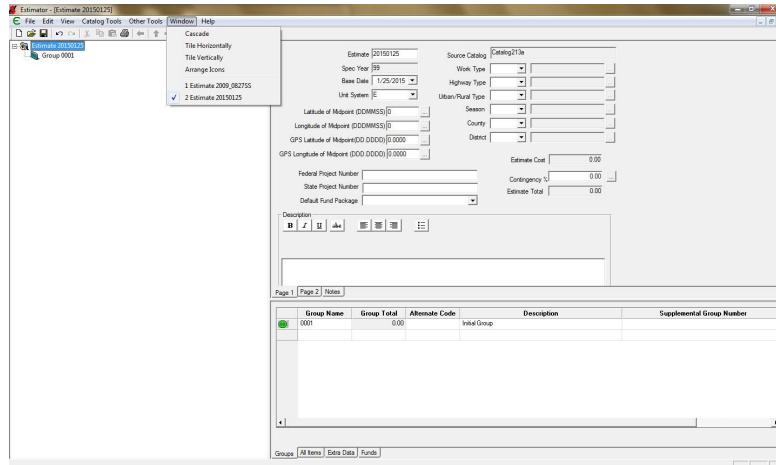 Estimator - [Estimate 20150125]
File Edit View Catalog Tools Other Tools Window Help
Cascade
Tile Horizontally
Tile Vertically
Arrange Icons
1 Estimate 2009_0827SS
✓ 2 Estimate 20150125
Estimate 20150125
Group 0001
Estimate 20150125 Source Catalog Catalog213a
Spec Year 99 Work Type
Base Date 1/25/2015 Highway Type
Unit System E Urban/Rural Type
Latitude of Midpoint (DDMMSS) 0 ... Season
Longitude of Midpoint (DDDMMSS) 0 ... County
GPS Latitude of Midpoint(DD.DDDD) 0.0000 ... District
GPS Longitude of Midpoint (DDD.DDDD) 0.0000 ...
Estimate Cost 0.00
Federal Project Number Contingency % 0.00 ...
State Project Number Estimate Total 0.00
Default Fund Package
Description
B I U abc
Page 1 Page 2 Notes
Group Name Group Total Alternate Code Description Supplemental Group Number
0001 0.00 Initial Group
Groups All Items Extra Data Funds